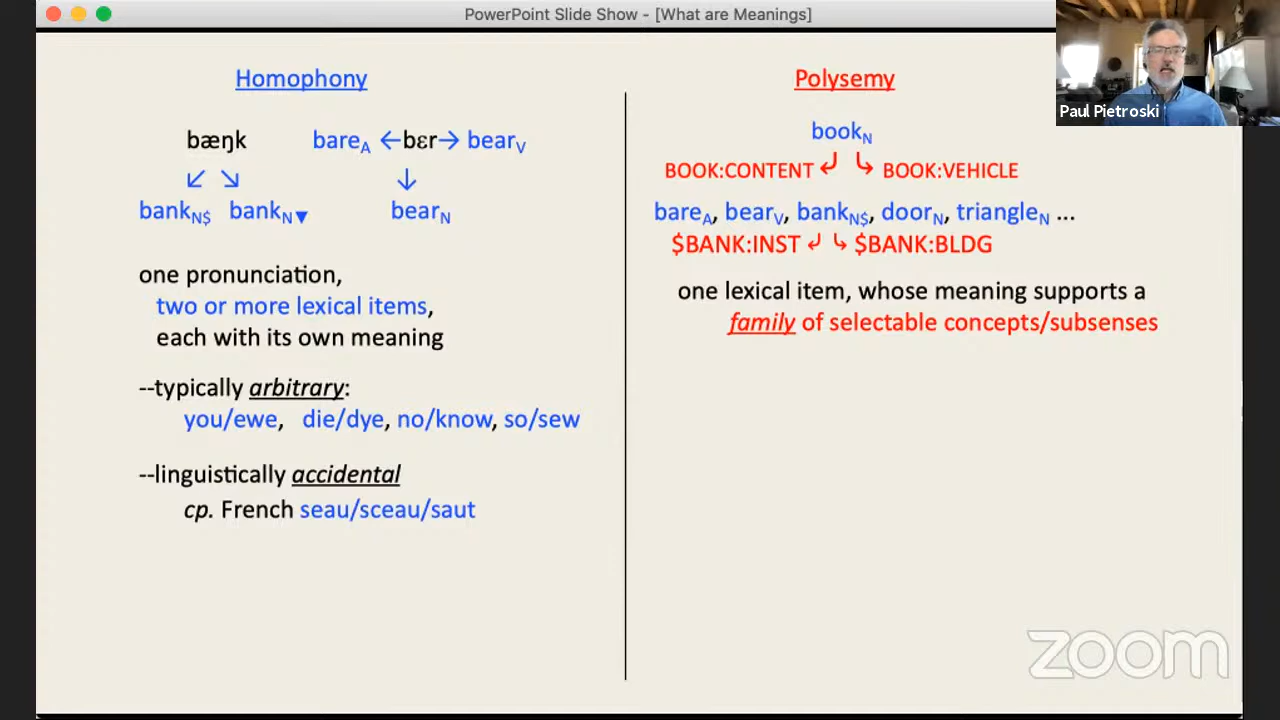 PowerPoint Slide Show - [What are Meanings]
Paul Pietroski
Homophony
bæŋk bareA ←bɛr→ bearV
↙ ↘ ↓
bankN$ bankN▼ bearN
one pronunciation,
two or more lexical items,
each with its own meaning
--typically arbitrary:
you/ewe, die/dye, no/know, so/sew
--linguistically accidental
cp. French seau/sceau/saut
Polysemy
bookN
BOOK:CONTENT ↲ ↳ BOOK:VEHICLE
bareA, bearV, bankN$, doorN, triangleN ...
$BANK:INST ↲ ↳ $BANK:BLDG
one lexical item, whose meaning supports a
family of selectable concepts/subsenses
zoom